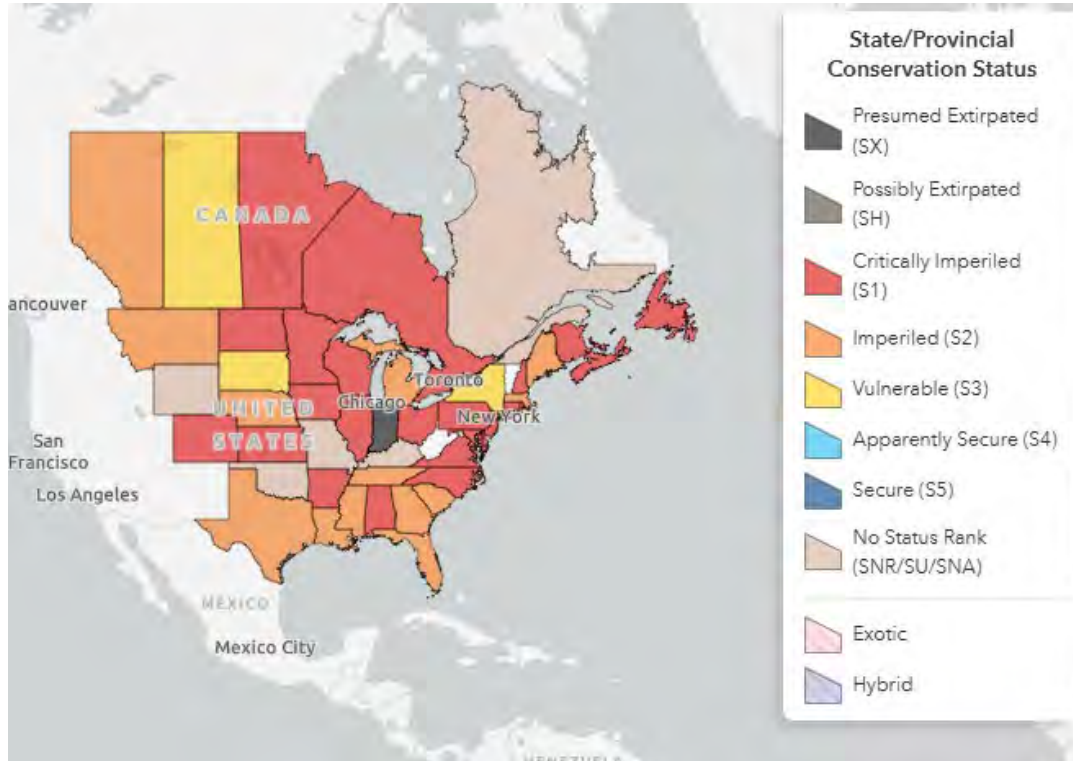 State/Provincial
Conservation Status
Presumed Extirpated
(SX)
Possibly Extirpated
(SH)
Critically Imperiled
(S1)
Imperiled (S2)
Vulnerable (S3)
Apparently Secure (S4)
Secure (S5)
No Status Rank
(SNR/SU/SNA)
Exotic
Hybrid
CANADA
ancouver
Toronto
Chicago
UNITED
New York
STATES
San
Francisco
Los Angeles
MÉXICO
Mexico City
VENEZUELA